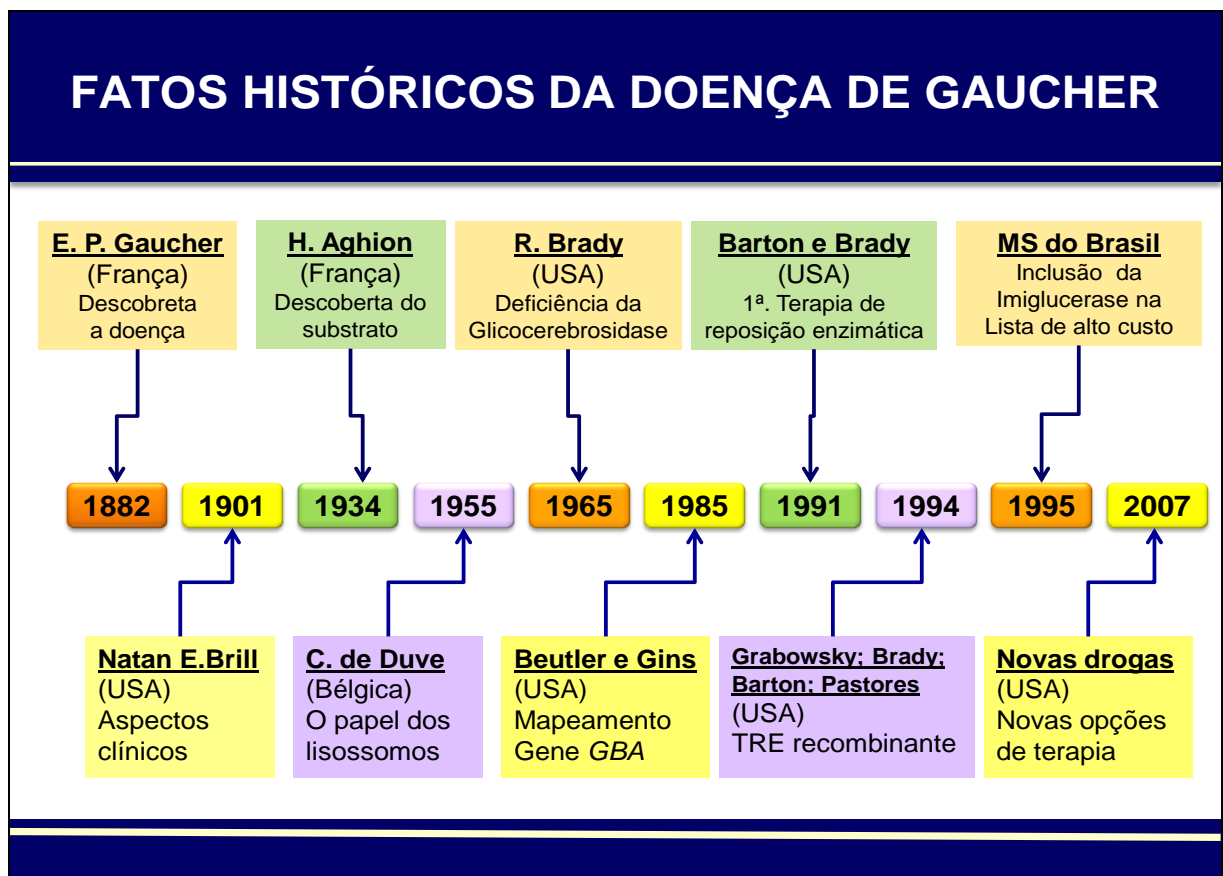 FATOS HISTÓRICOS DA DOENÇA DE GAUCHER
E. P. Gaucher
(França)
Descobreta
a doença
H. Aghion
(França)
Descoberta do
substrato
R. Brady
(USA)
Deficiência da
Glicocerebrosidase
Barton e Brady
(USA)
1ª. Terapia de
reposição enzimática
MS do Brasil
Inclusão da
Imiglucerase na
Lista de alto custo
1882
1901
1934
1955
1965
1985
1991
1994
1995
2007
Natan E.Brill
(USA)
Aspectos
clínicos
C. de Duve
(Bélgica)
O papel dos
lisossomos
Beutler e Gins
(USA)
Mapeamento
Gene GBA
Grabowsky; Brady;
Barton; Pastores
(USA)
TRE recombinante
Novas drogas
(USA)
Novas opções
de terapia